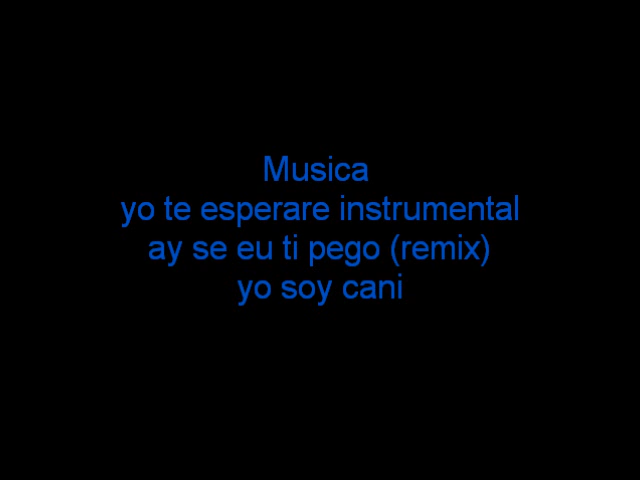 Musica
yo te esperare instrumental
ay se eu ti pego (remix)
yo soy cani